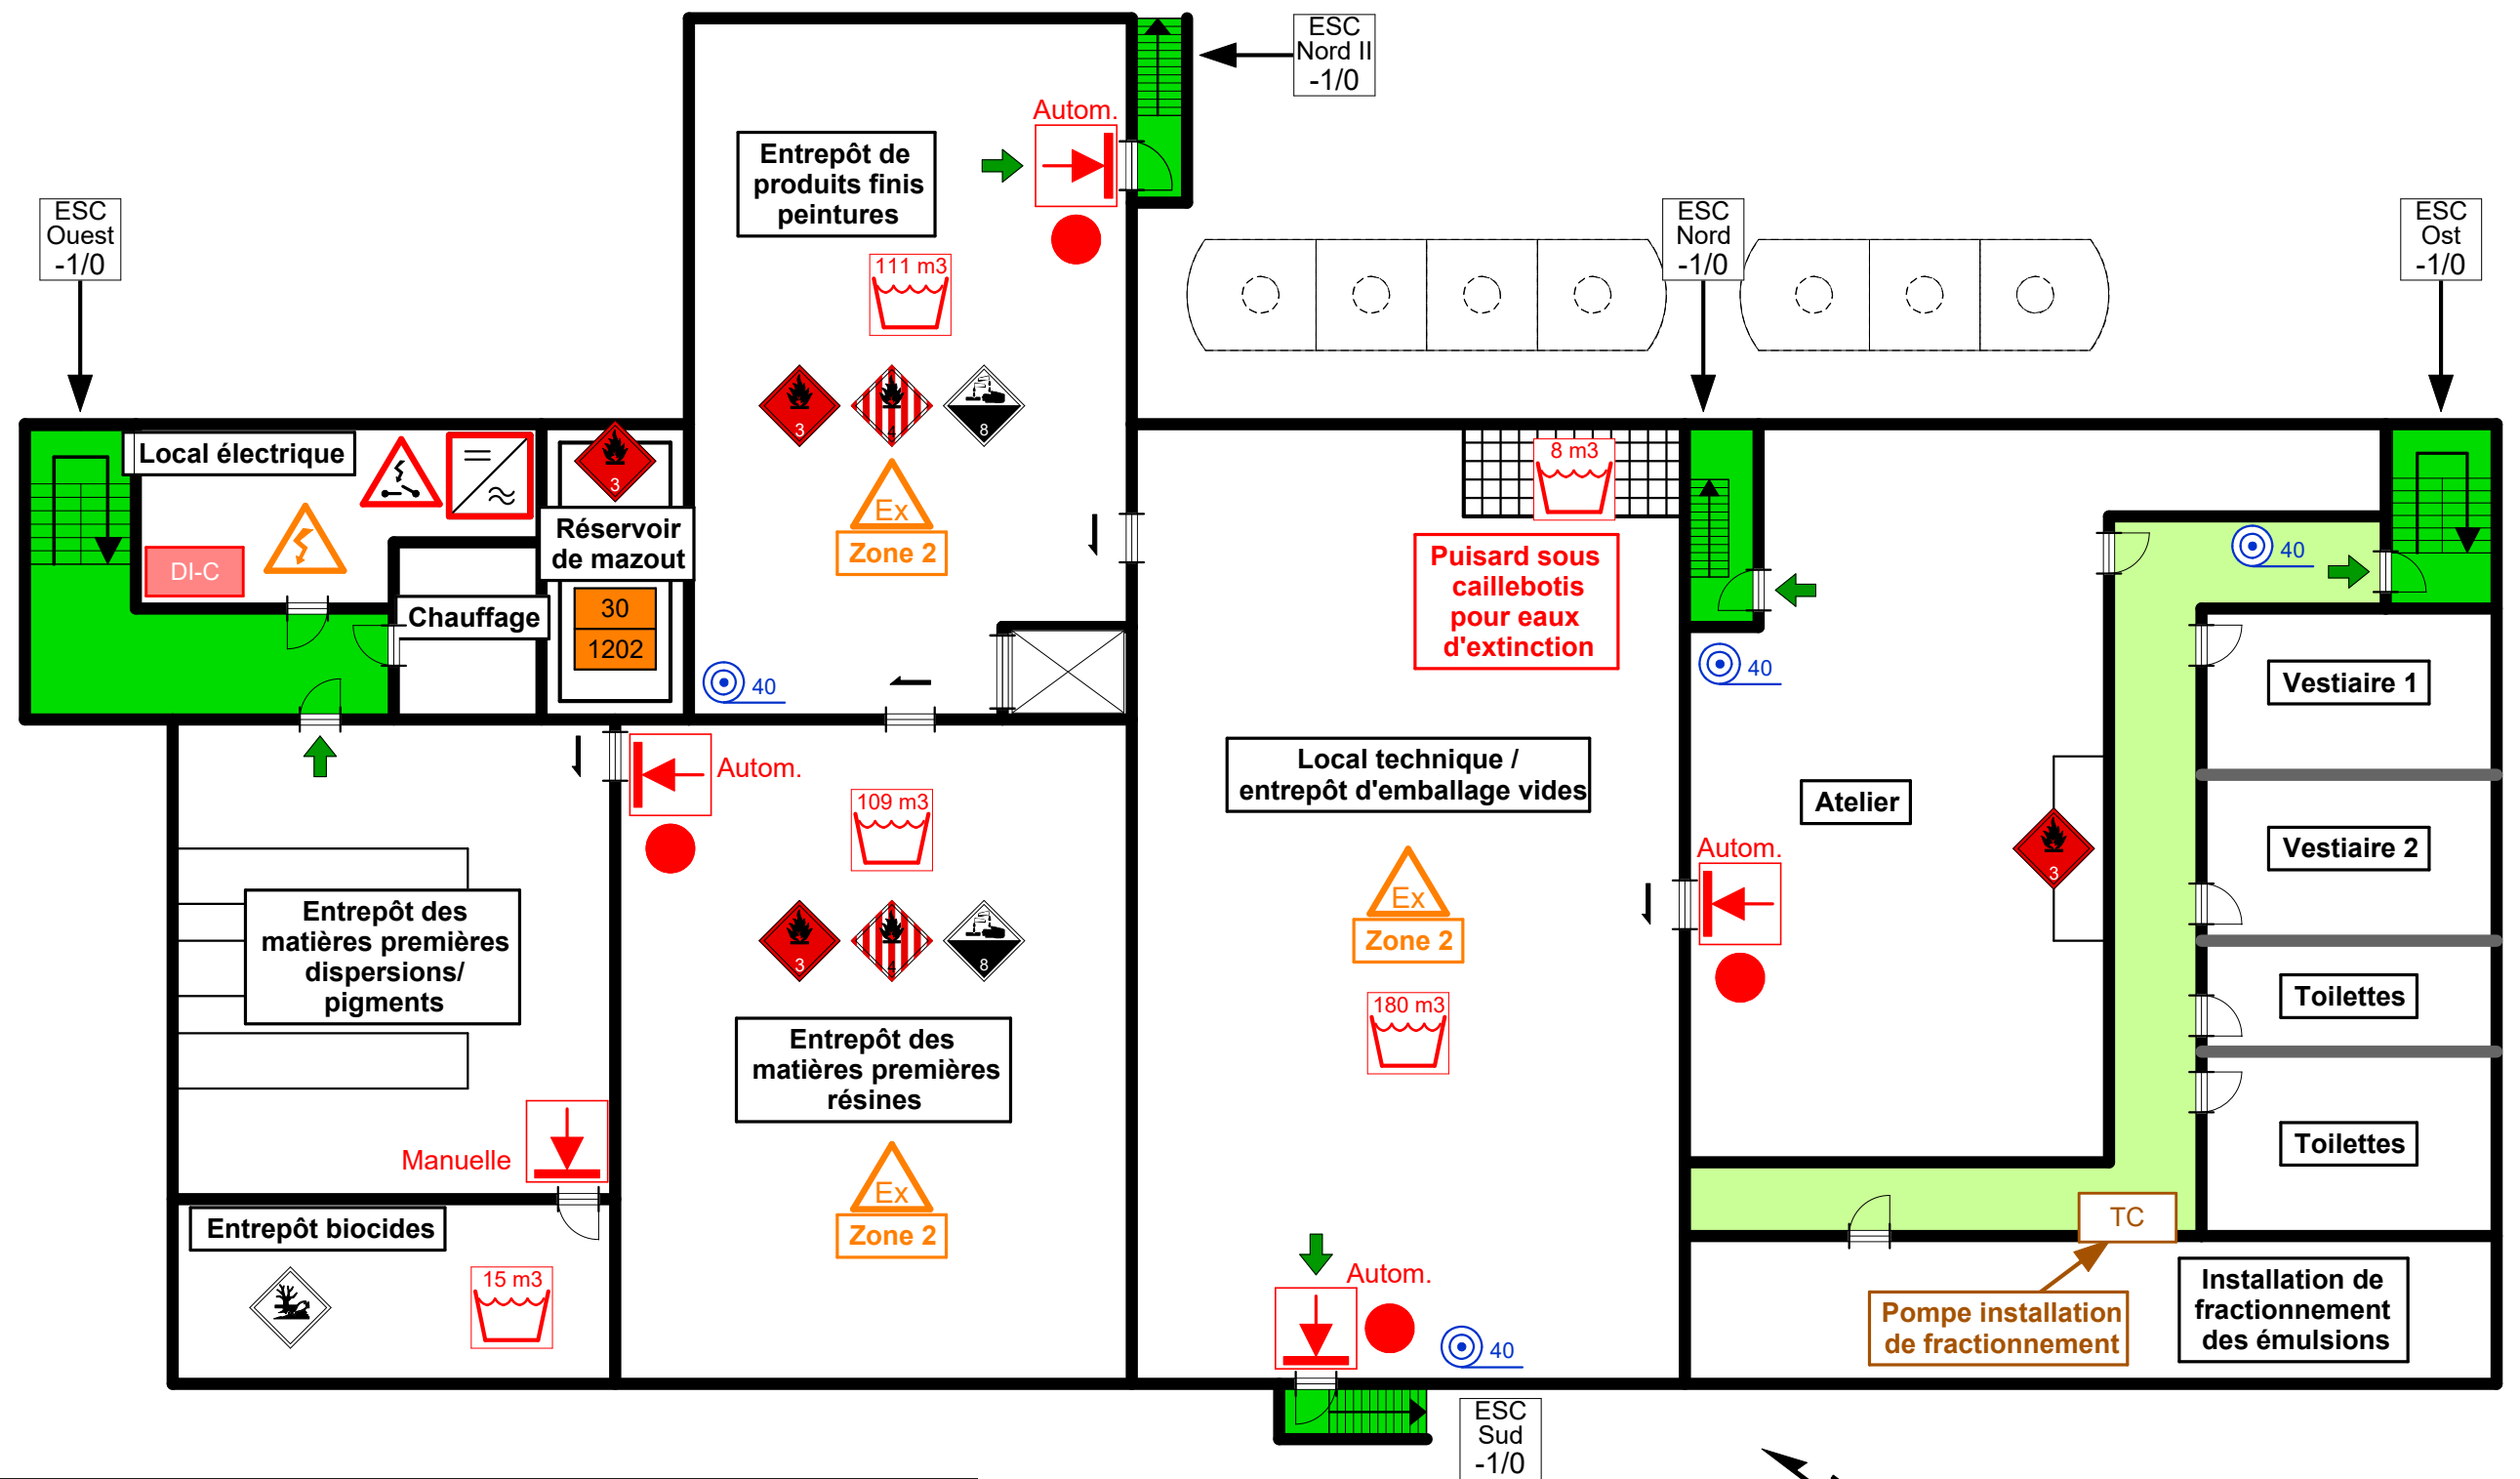 ESC
Nord II
-1/0
Autom.
Entrepôt de
produits finis
peintures
ESC
Ouest
-1/0
ESC
Nord
-1/0
ESC
Ost
-1/0
111 m3
3
4
8
Local électrique
3
8 m3
Ex
Zone 2
Réservoir
de mazout
DI-C
Puisard sous
caillebotis
pour eaux
d'extinction
40
30
1202
Chauffage
40
40
Vestiaire 1
Autom.
109 m3
Local technique /
entrepôt d'emballage vides
Atelier
Autom.
3
Vestiaire 2
Entrepôt des
matières premières
dispersions/
pigments
3
4
8
Ex
Zone 2
180 m3
Toilettes
Entrepôt des
matières premières
résines
Manuelle
Toilettes
Ex
Zone 2
Entrepôt biocides
15 m3
TC
Autom.
40
Pompe installation
de fractionnement
Installation de
fractionnement
des émulsions
ESC
Sud
-1/0